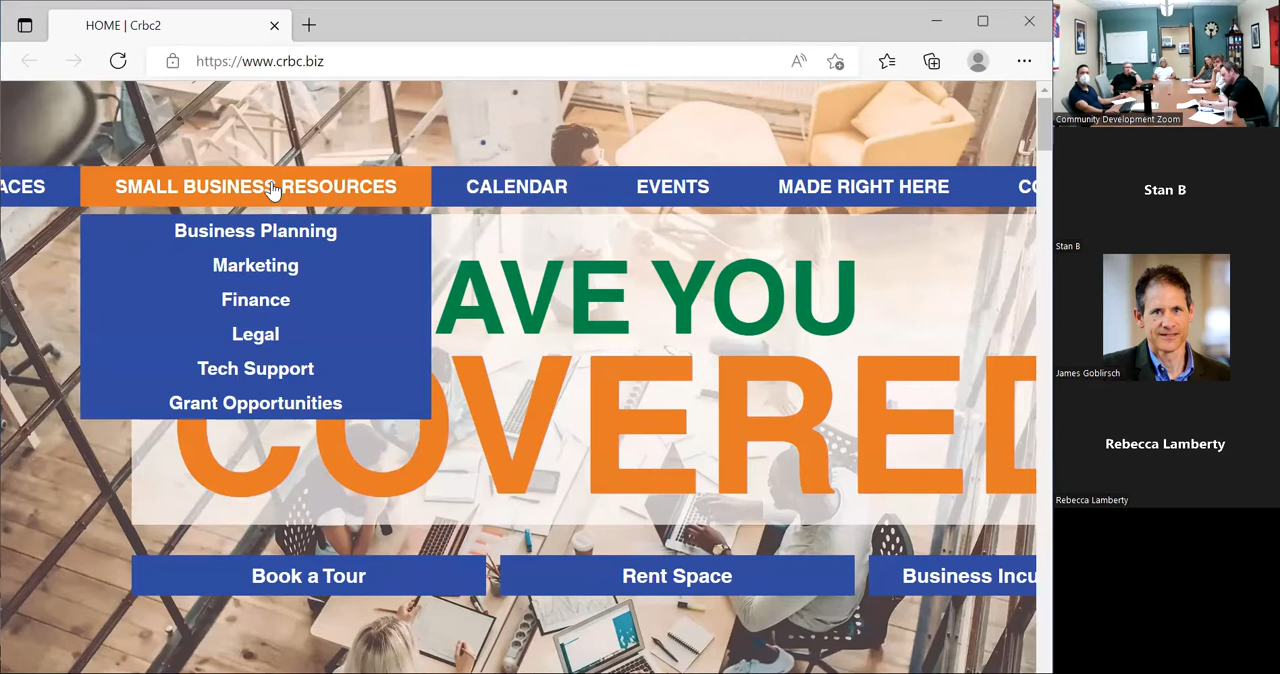 HOME | Crbc2
https://www.crbc.biz
ACES
SMALL BUSINESS RESOURCES
CALENDAR
EVENTS
MADE RIGHT HERE
CO
Business Planning
Marketing
Finance
Legal
Tech Support
Grant Opportunities
AVE YOU
COVERED
Book a Tour
Rent Space
Business Incu
Community Development Zoom
Stan B
Stan B
James Goblirsch
Rebecca Lamberty
Rebecca Lamberty